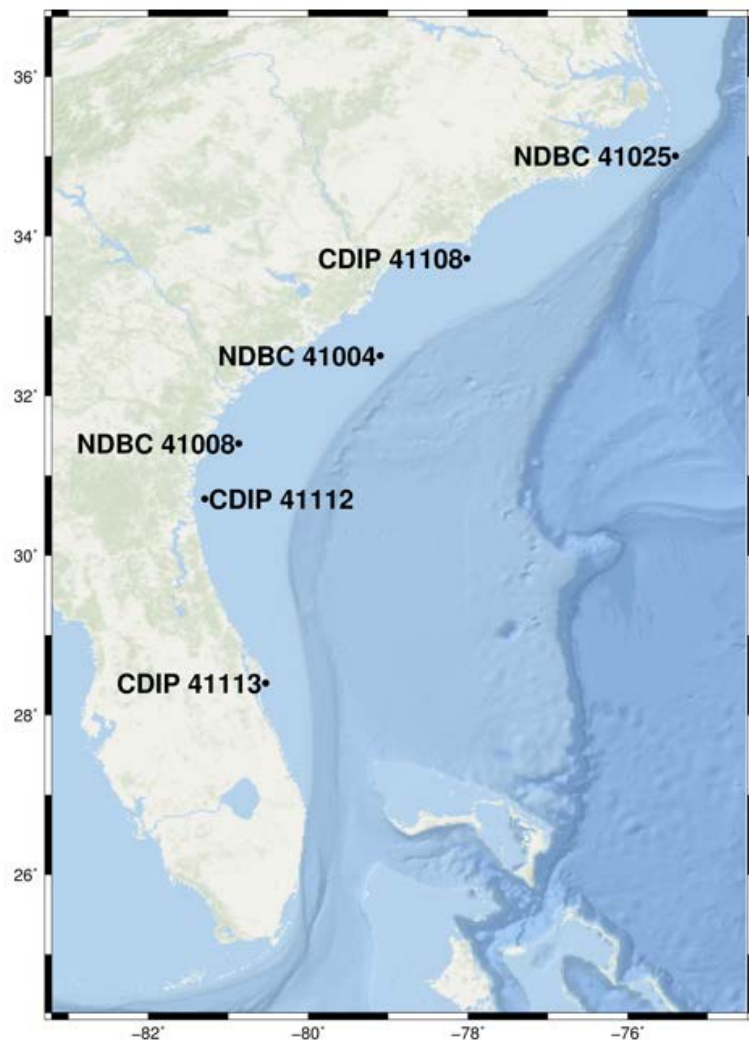 36°
NDBC 41025
34°
CDIP 41108
NDBC 41004
32°
NDBC 41008
CDIP 41112
30°
CDIP 41113
28°
26°
−82° −80° −78° −76°